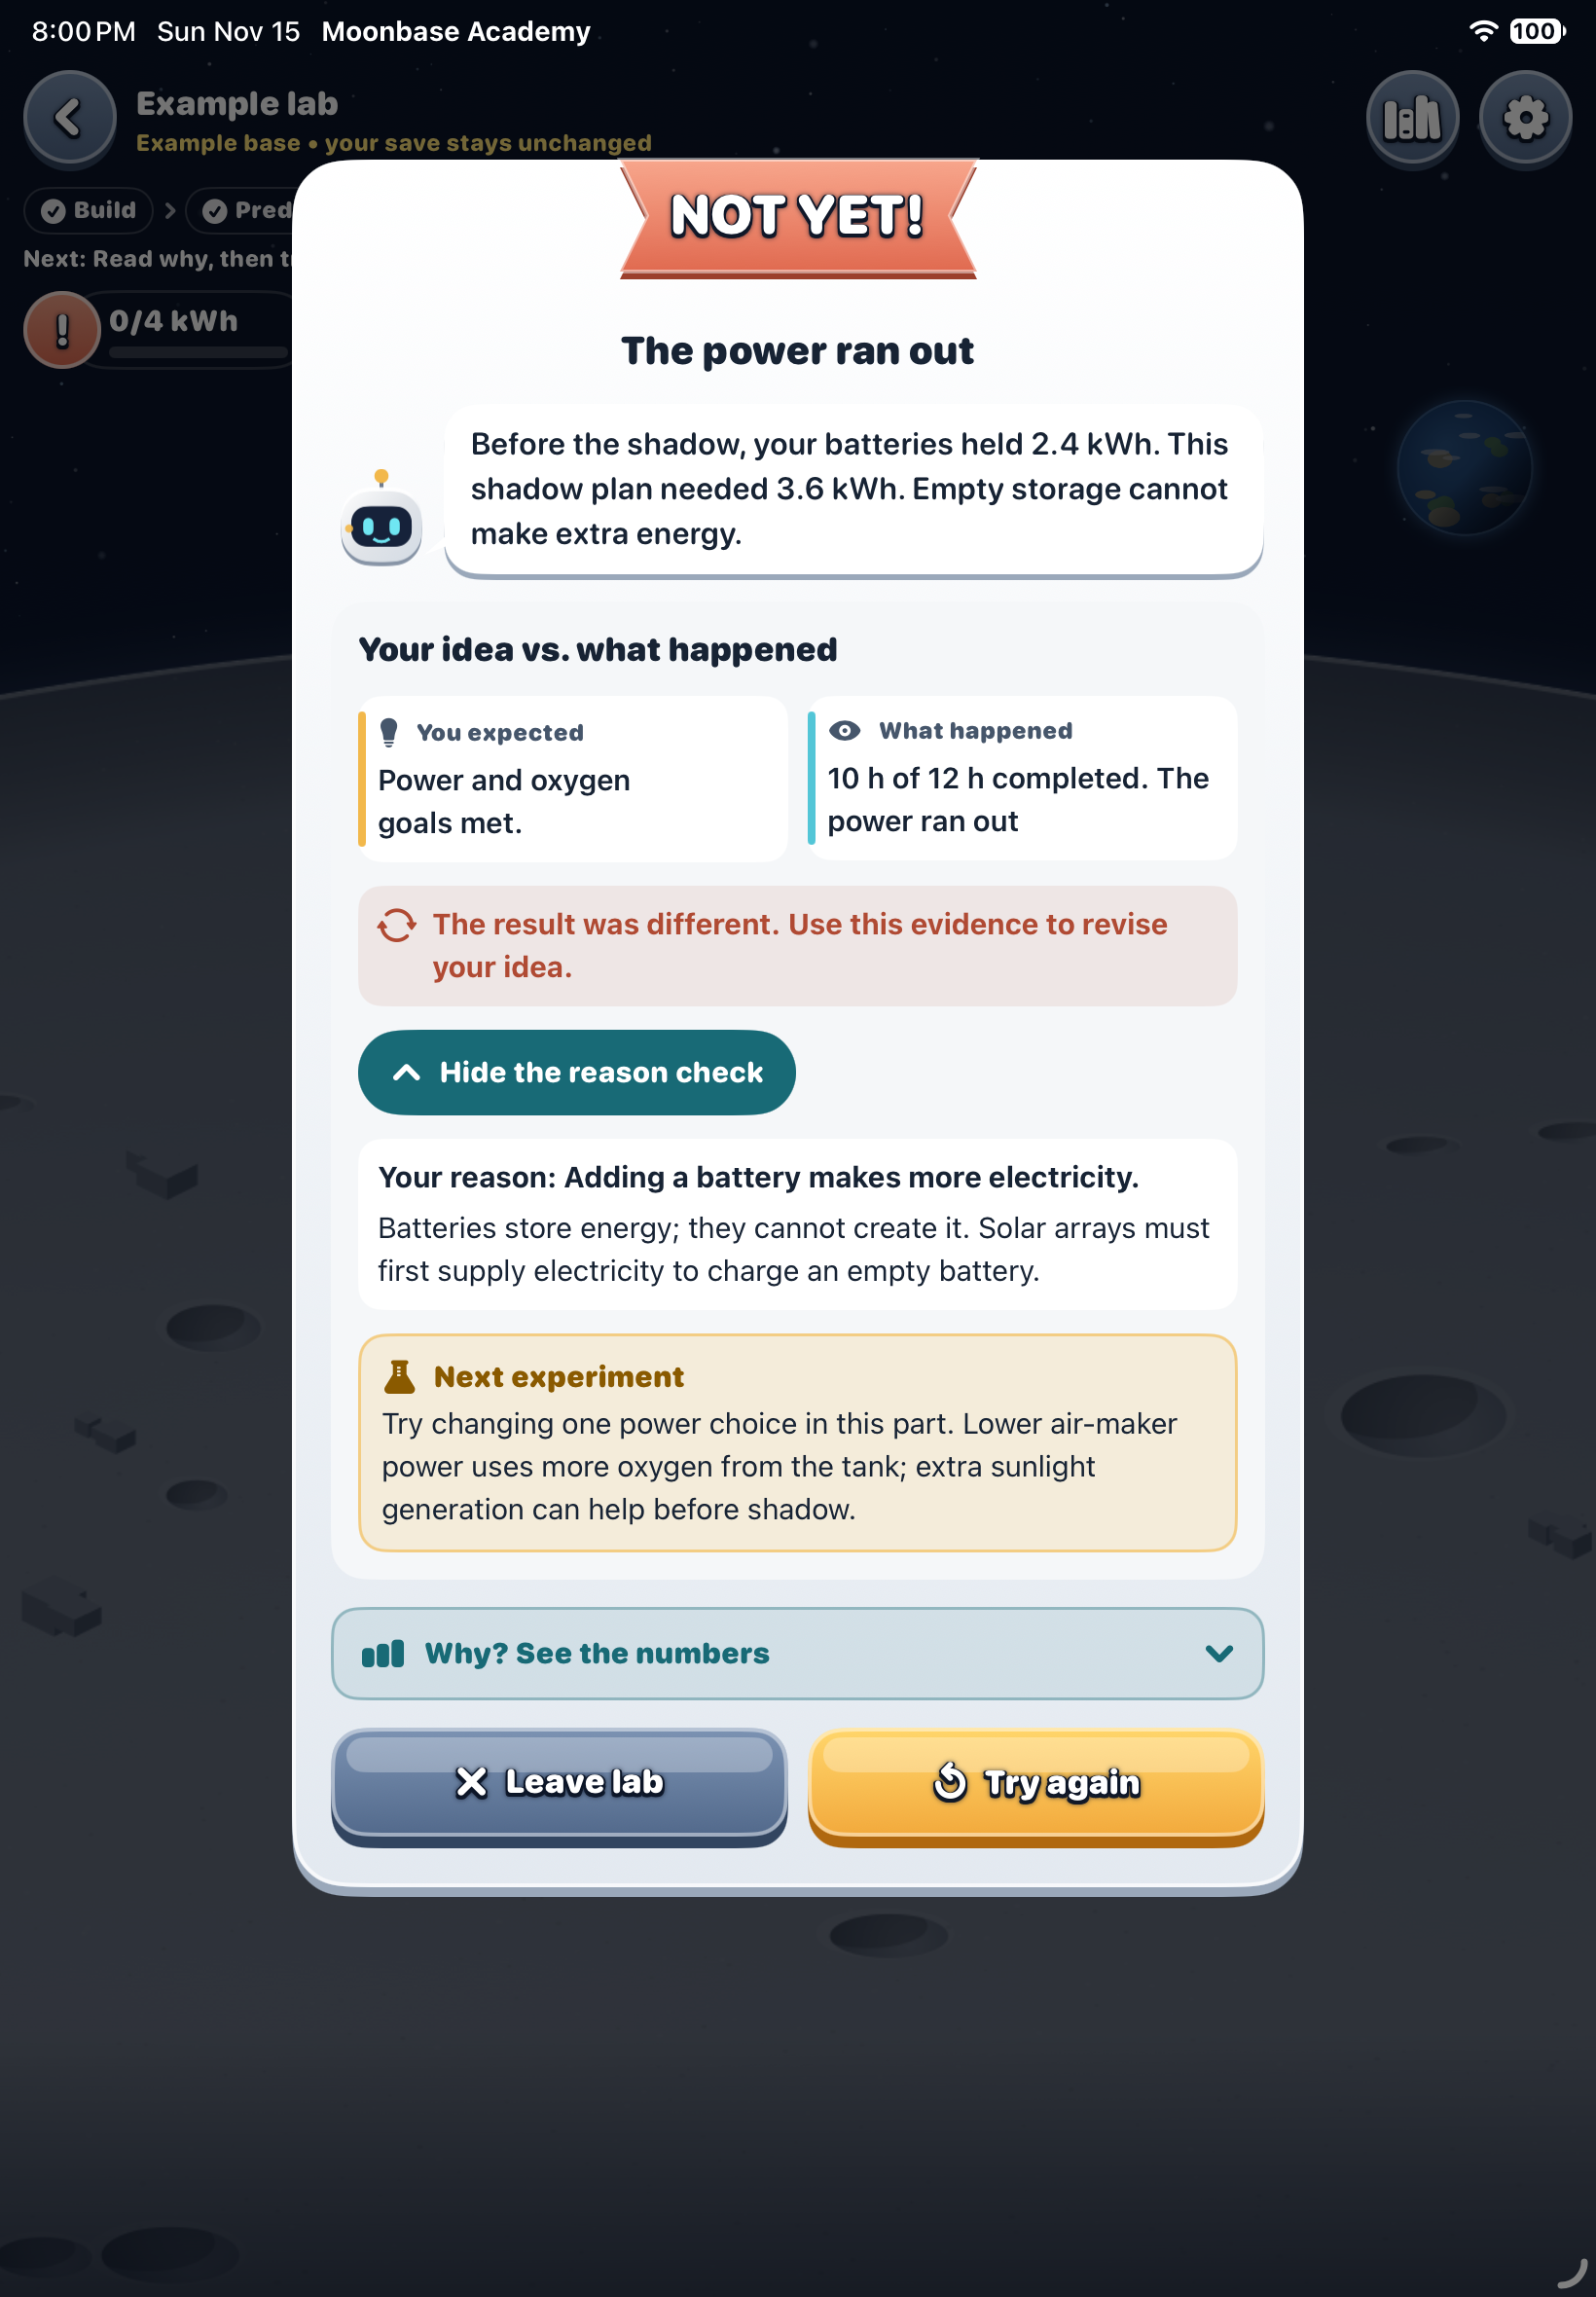 8:00 PM Sun Nov 15 Moonbase Academy
100
Example lab
Example base • your save stays unchanged
Build
Pred
Next: Read why, then t
0/4 kWh
NOT YET!
The power ran out
Before the shadow, your batteries held 2.4 kWh. This
shadow plan needed 3.6 kWh. Empty storage cannot
make extra energy.
Your idea vs. what happened
You expected
Power and oxygen
goals met.
What happened
10 h of 12 h completed. The
power ran out
The result was different. Use this evidence to revise
your idea.
Hide the reason check
Your reason: Adding a battery makes more electricity.
Batteries store energy; they cannot create it. Solar arrays must
first supply electricity to charge an empty battery.
Next experiment
Try changing one power choice in this part. Lower air-maker
power uses more oxygen from the tank; extra sunlight
generation can help before shadow.
Why? See the numbers
Leave lab
Try again